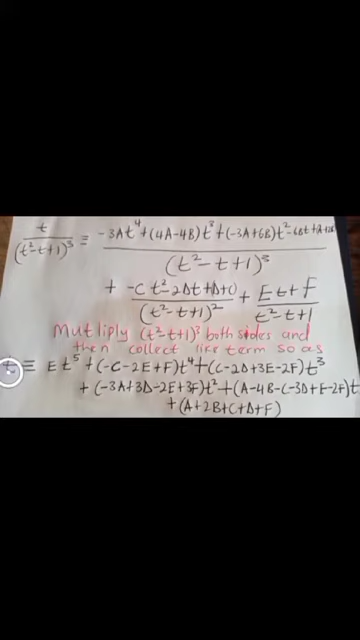 t/(t²-t+1)³ ≡ (-3At⁴+(4A-4B)t³+(-3A+6B)t²-6Bt+A+2B)/(t²-t+1)³
+ (-Ct²-2Dt+D+C)/(t²-t+1)² + (Et+F)/(t²-t+1)
Mutliply (t²-t+1)³ both sides and
then collect like term so as
t ≡ Et⁵+(-C-2E+F)t⁴+(C-2D+3E-2F)t³
+(-3A+3D-2E+3F)t²+(A-4B-C-3D+E-2F)t
+(A+2B+C+D+F)